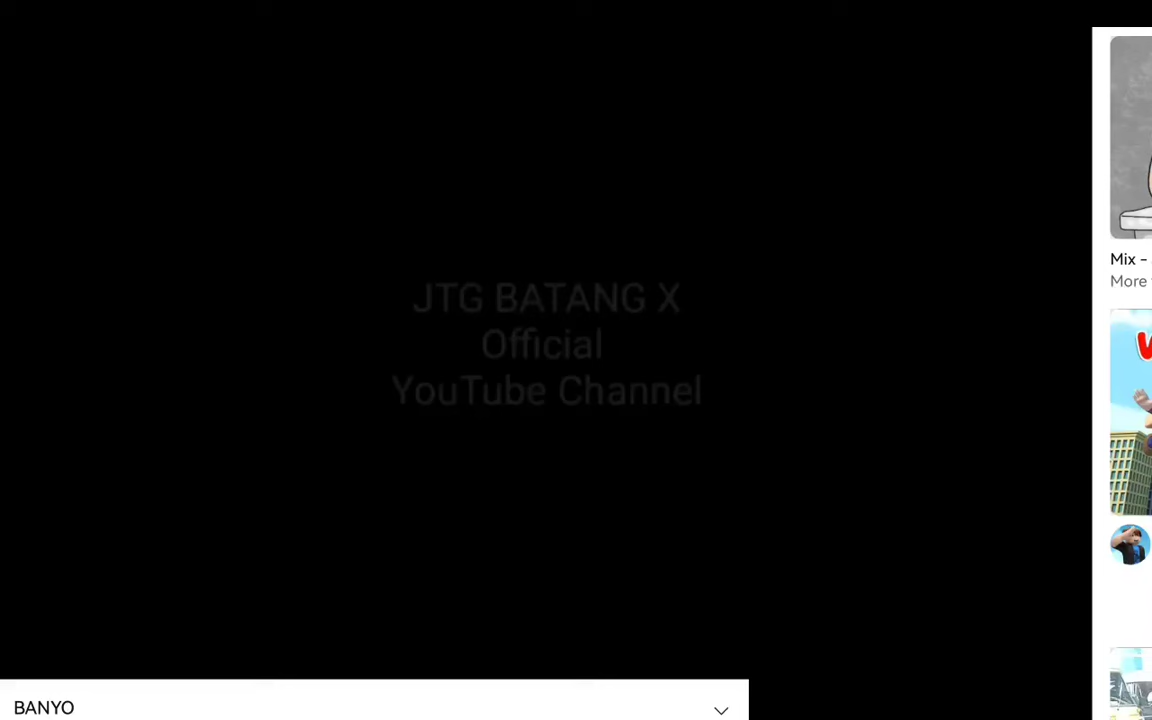 JTG BATANG X
Official
YouTube Channel
BANYO
Mix -
More